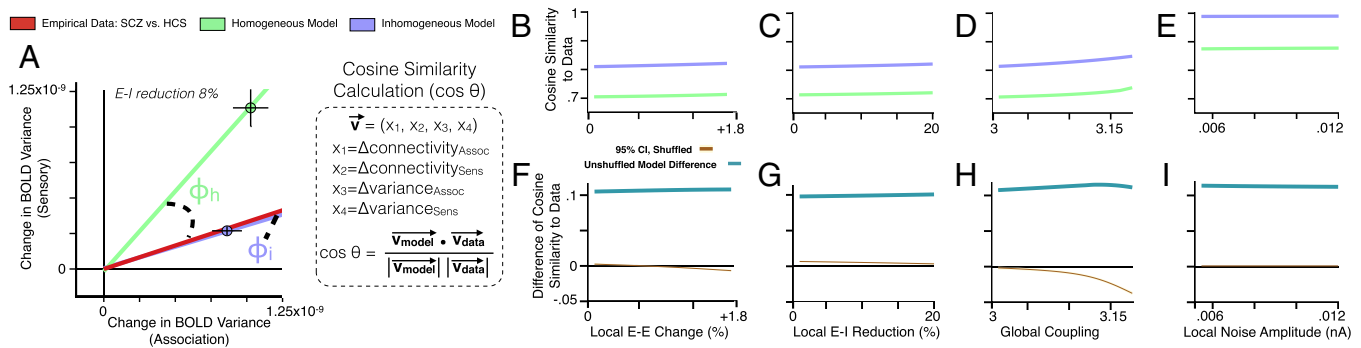 Empirical Data: SCZ vs. HCS
Homogeneous Model
Inhomogeneous Model
A
1.25x10-9
E-I reduction 8%
Change in BOLD Variance
(Sensory)
ϕh
ϕi
0
0
1.25x10-9
Change in BOLD Variance
(Association)
Cosine Similarity
Calculation (cos θ)
v = (x1, x2, x3, x4)
x1=ΔconnectivityAssoc
x2=ΔconnectivitySens
x3=ΔvarianceAssoc
x4=ΔvarianceSens
cos θ = vmodel • vdata
|vmodel| |vdata|
B
Cosine Similarity
to Data
1
.7
0
+1.8
C
0
20
D
3
3.15
E
.006
.012
95% CI, Shuffled
Unshuffled Model Difference
F
Difference of Cosine
Similarity to Data
.1
0
-.05
0
+1.8
Local E-E Change (%)
G
0
20
Local E-I Reduction (%)
H
3
3.15
Global Coupling
I
.006
.012
Local Noise Amplitude (nA)